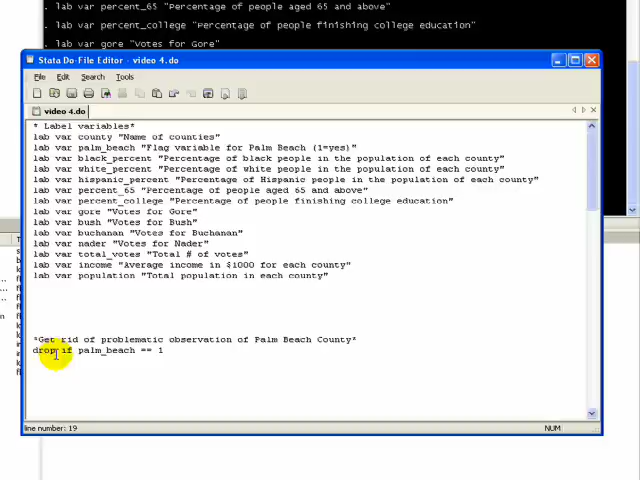 . lab var percent_65 "Percentage of people aged 65 and above"
. lab var percent_college "Percentage of people finishing college education"
. lab var gore "Votes for Gore"
Stata Do-File Editor - video 4.do
File Edit Search Tools
video 4.do
* Label variables*
lab var county "Name of counties"
lab var palm_beach "Flag variable for Palm Beach (1=yes)"
lab var black_percent "Percentage of black people in the population of each county"
lab var white_percent "Percentage of white people in the population of each county"
lab var hispanic_percent "Percentage of Hispanic people in the population of each county"
lab var percent_65 "Percentage of people aged 65 and above"
lab var percent_college "Percentage of people finishing college education"
lab var gore "Votes for Gore"
lab var bush "Votes for Bush"
lab var buchanan "Votes for Buchanan"
lab var nader "Votes for Nader"
lab var total_votes "Total # of votes"
lab var income "Average income in $1000 for each county"
lab var population "Total population in each county"
*Get rid of problematic observation of Palm Beach County*
drop if palm_beach == 1
line number: 19
NUM